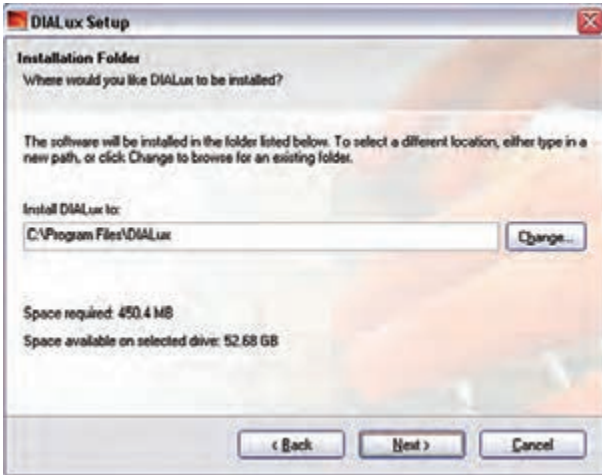 DIALux Setup
Installation Folder
Where would you like DIALux to be installed?
The software will be installed in the folder listed below. To select a different location, either type in a
new path, or click Change to browse for an existing folder.
Install DIALux to:
C:\Program Files\DIALux
Change...
Space required: 450.4 MB
Space available on selected drive: 52.68 GB
< Back
Next >
Cancel